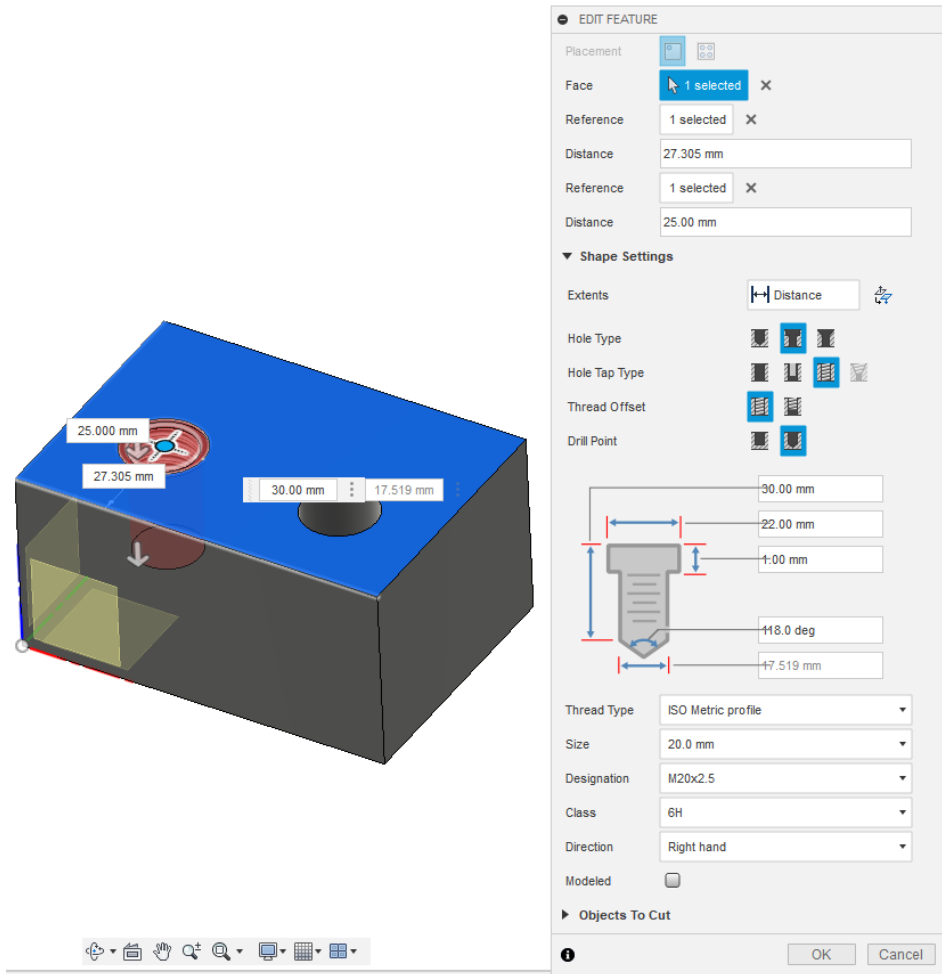 EDIT FEATURE
Placement
Face 1 selected
Reference 1 selected
Distance 27.305 mm
Reference 1 selected
Distance 25.00 mm
Shape Settings
Extents Distance
Hole Type
Hole Tap Type
Thread Offset
Drill Point
30.00 mm
22.00 mm
1.00 mm
118.0 deg
17.519 mm
Thread Type ISO Metric profile
Size 20.0 mm
Designation M20x2.5
Class 6H
Direction Right hand
Modeled
Objects To Cut
OK Cancel
25.000 mm
27.305 mm
30.00 mm 17.519 mm